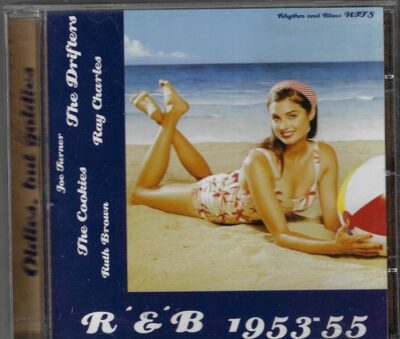 Rhythm and Blues HITS
Oldies, but goldies
Joe Turner
The Drifters
The Cookies
Ray Charles
Ruth Brown
R'&'B 1953-55